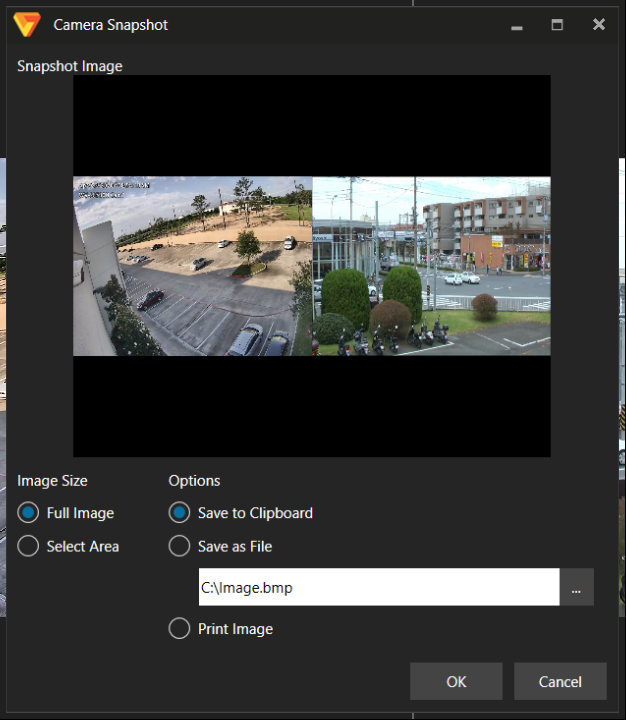 Camera Snapshot
Snapshot Image
Image Size
Options
Full Image
Save to Clipboard
Select Area
Save as File
C:\Image.bmp
...
Print Image
OK
Cancel